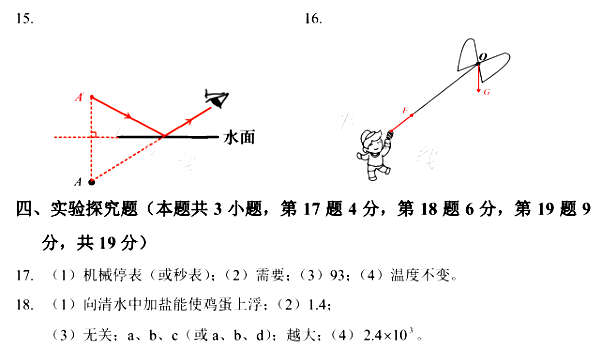 15.
16.
A
水面
A
O
G
F
四、实验探究题（本题共 3 小题，第 17 题 4 分，第 18 题 6 分，第 19 题 9
分，共 19 分）
17. （1）机械停表（或秒表）；（2）需要；（3）93；（4）温度不变。
18. （1）向清水中加盐能使鸡蛋上浮；（2）1.4；
（3）无关；a、b、c（或 a、b、d）；越大；（4）2.4×10³。